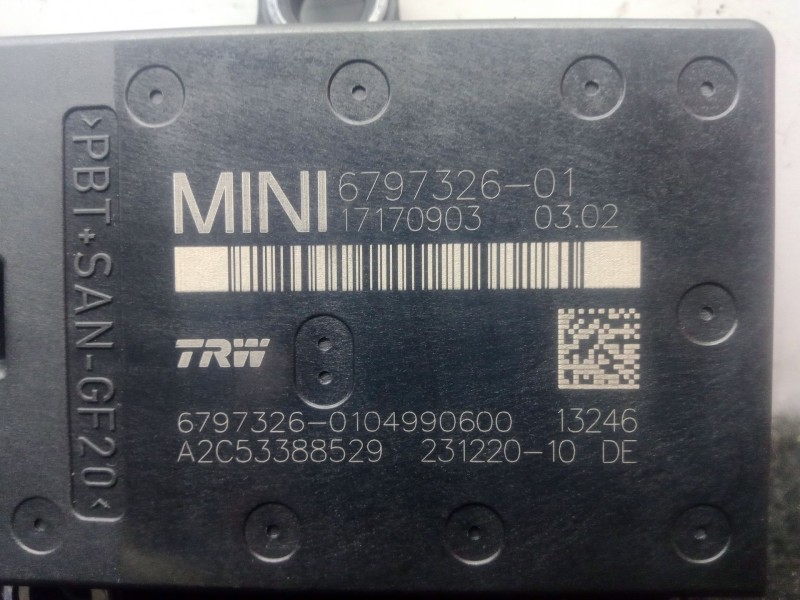 >PBT+SAN-GF20<
MINI 6797326-01
17170903 03.02
TRW
6797326-0104990600 13246
A2C53388529 231220-10 DE